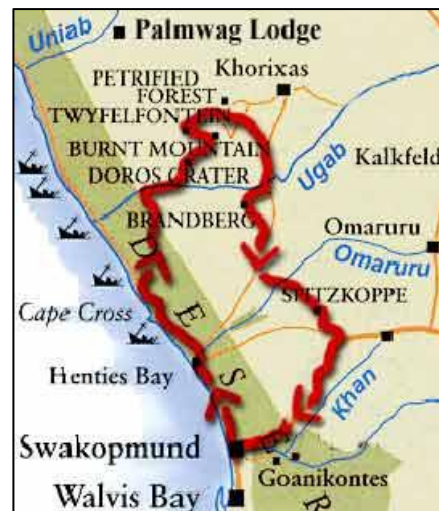 Uniab
Palmwag Lodge
PETRIFIED
FOREST
Khorixas
TWYFELFONTEIN
BURNT MOUNTAIN
DOROS CRATER
Ugab
Kalkfeld
BRANDBERG
Omaruru
Omaruru
D
E
S
E
R
SPITZKOPPE
Cape Cross
Henties Bay
Khan
Swakopmund
Goanikontes
Walvis Bay